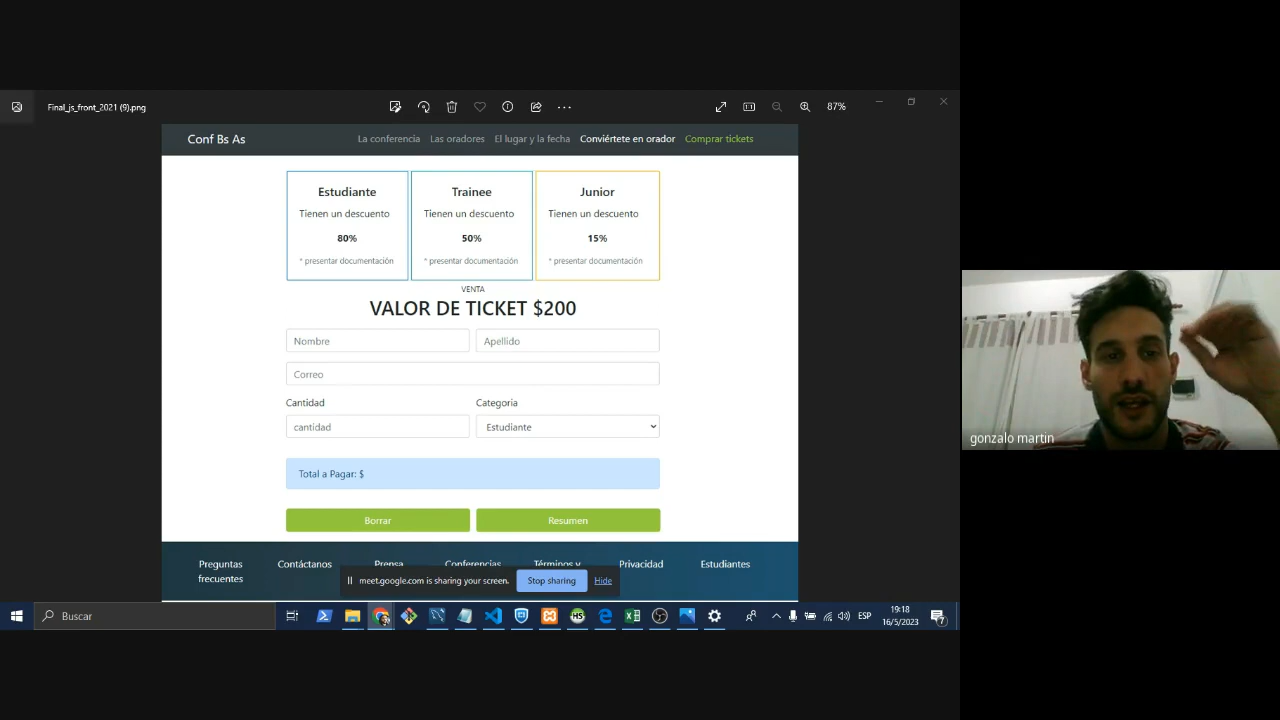 Final_js_front_2021 (9).png
87%
Conf Bs As
La conferencia
Las oradores
El lugar y la fecha
Conviértete en orador
Comprar tickets
Estudiante
Tienen un descuento
80%
* presentar documentación
Trainee
Tienen un descuento
50%
* presentar documentación
Junior
Tienen un descuento
15%
* presentar documentación
VENTA
VALOR DE TICKET $200
Nombre
Apellido
Correo
Cantidad
Categoria
cantidad
Estudiante
Total a Pagar: $
Borrar
Resumen
Preguntas
frecuentes
Contáctanos
Prensa
Conferencias
Términos y
Privacidad
Estudiantes
meet.google.com is sharing your screen.
Stop sharing
Hide
gonzalo martin
Buscar
HS
ESP
19:18
16/5/2023
7